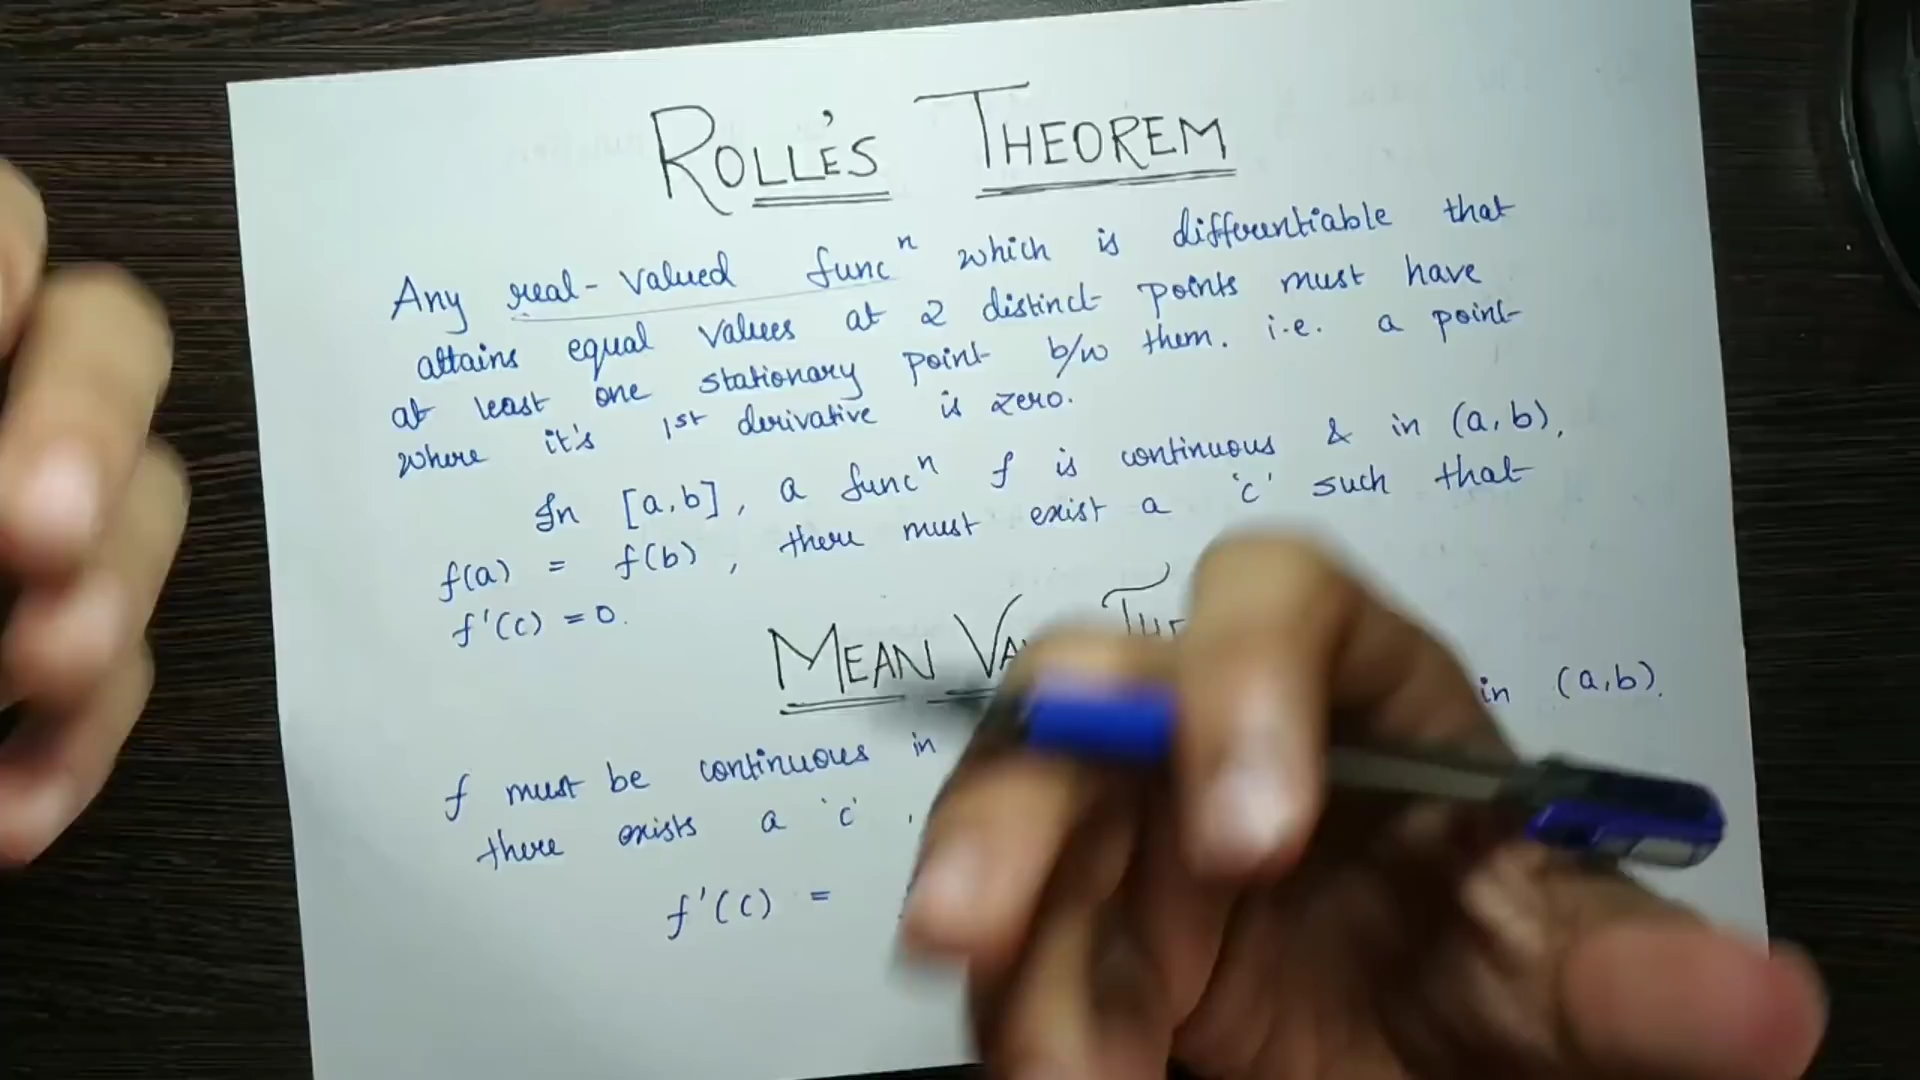 ROLLE'S THEOREM
Any real-valued funcⁿ which is differentiable that
attains equal values at 2 distinct points must have
at least one stationary point b/w them. i.e. a point
where it's 1st derivative is zero.
In [a,b], a funcⁿ f is continuous & in (a,b),
f(a) = f(b), there must exist a 'c' such that
f'(c) = 0.
MEAN
f must be continuous in in (a,b).
there exists a 'c',
f'(c) =